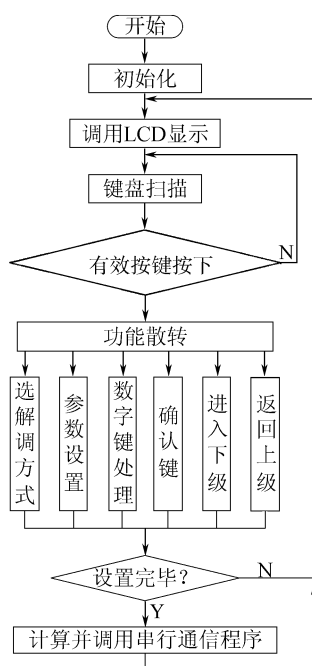 开始
初始化
调用LCD显示
键盘扫描
有效按键按下
N
功能散转
选解调方式
参数设置
数字键处理
确认键
进入下级
返回上级
设置完毕?
N
Y
计算并调用串行通信程序